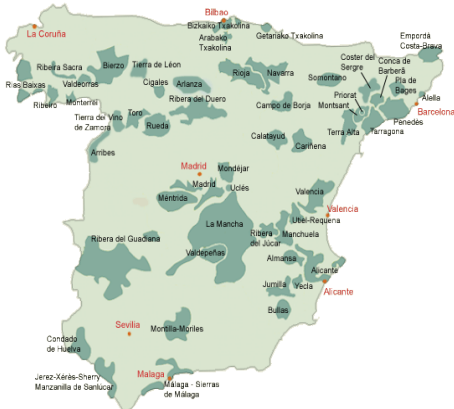 Bilbao
Bizkaiko Txakolina
La Coruña
Arabako
Txakolina
Getariako Txakolina
Empordá
Costa-Brava
Ribeira Sacra
Bierzo
Tierra de León
Coster del
Sergre
Conca de
Barberà
Rias Baixas
Valdeorras
Cigales
Arlanza
Rioja
Navarra
Somontano
Pla de
Bages
Ribeiro
Monterrei
Ribera del Duero
Campo de Borja
Priorat
Montsant
Alella
Barcelona
Tierra del Vino
de Zamora
Toro
Rueda
Penedès
Terra Alta
Tarragona
Arribes
Calatayud
Cariñena
Madrid
Mondéjar
Madrid
Uclés
Méntrida
Valencia
Valencia
La Mancha
Utiel-Requena
Ribera
del Júcar
Manchuela
Ribera del Guadiana
Valdepeñas
Almansa
Alicante
Jumilla
Yecla
Alicante
Bullas
Sevilla
Montilla-Moriles
Condado
de Huelva
Jerez-Xérès-Sherry
Manzanilla de Sanlúcar
Malaga
Málaga - Sierras
de Málaga